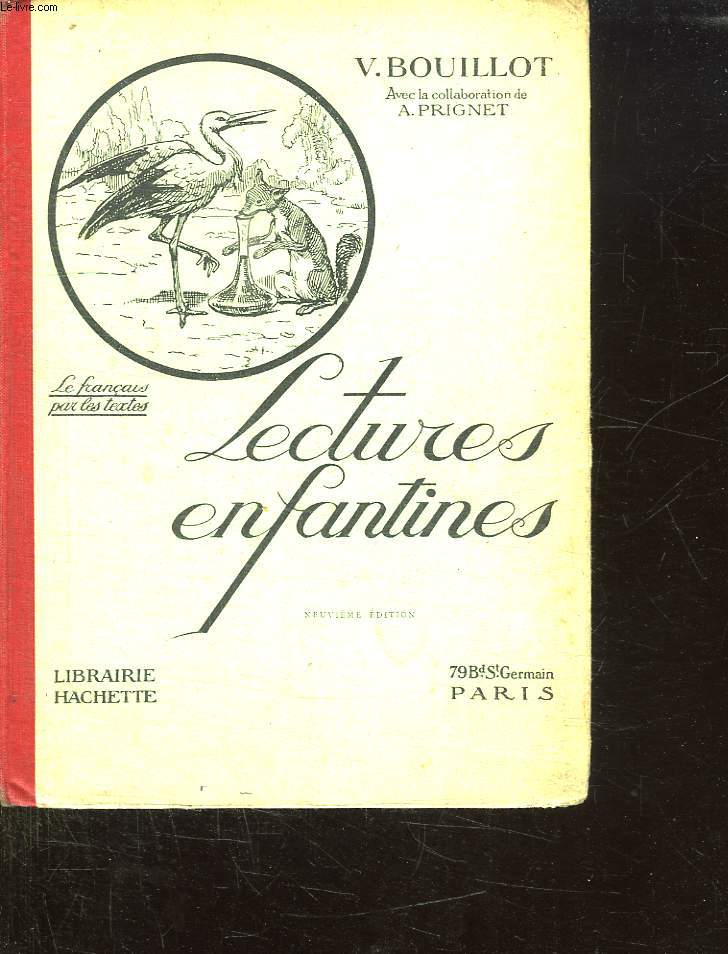 Le-livre.com
V. BOUILLOT
Avec la collaboration de
A. PRIGNET
Le français
par les textes
Lectures
enfantines
NEUVIÈME ÉDITION
LIBRAIRIE
HACHETTE
79 Bd. St. Germain
PARIS